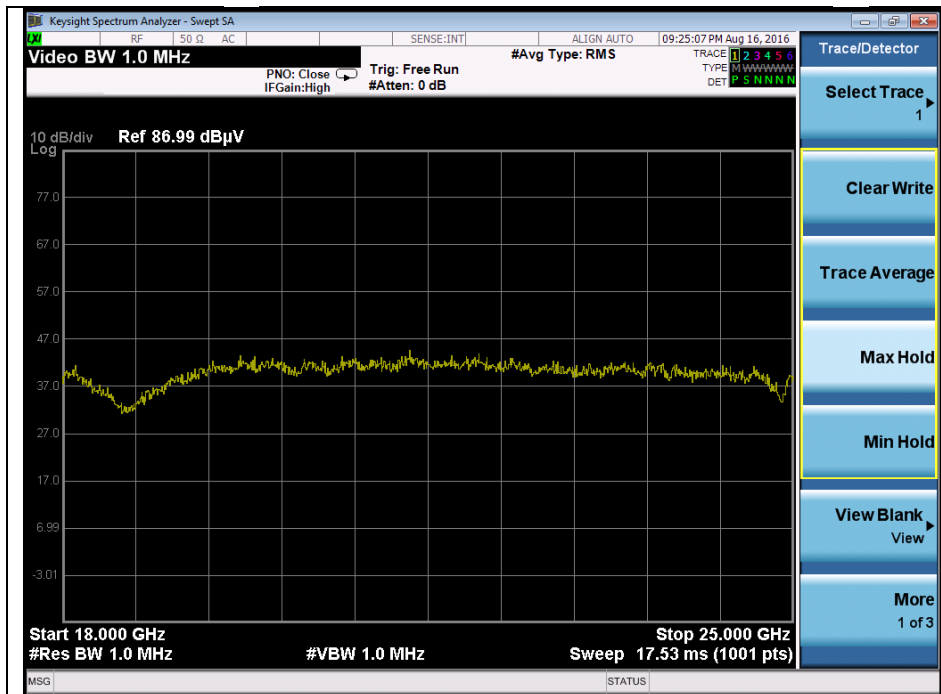 Keysight Spectrum Analyzer - Swept SA
LXI RF 50 Ω AC SENSE:INT ALIGN AUTO 09:25:07 PM Aug 16, 2016
Video BW 1.0 MHz
PNO: Close
IFGain:High
Trig: Free Run
#Atten: 0 dB
#Avg Type: RMS
TRACE 1 2 3 4 5 6
TYPE M WWWWW
DET P S N N N N
10 dB/div
Log
Ref 86.99 dBµV
77.0
67.0
57.0
47.0
37.0
27.0
17.0
6.99
-3.01
Start 18.000 GHz
Stop 25.000 GHz
#Res BW 1.0 MHz
#VBW 1.0 MHz
Sweep 17.53 ms (1001 pts)
MSG
STATUS
Trace/Detector
Select Trace
1
Clear Write
Trace Average
Max Hold
Min Hold
View Blank
View
More
1 of 3